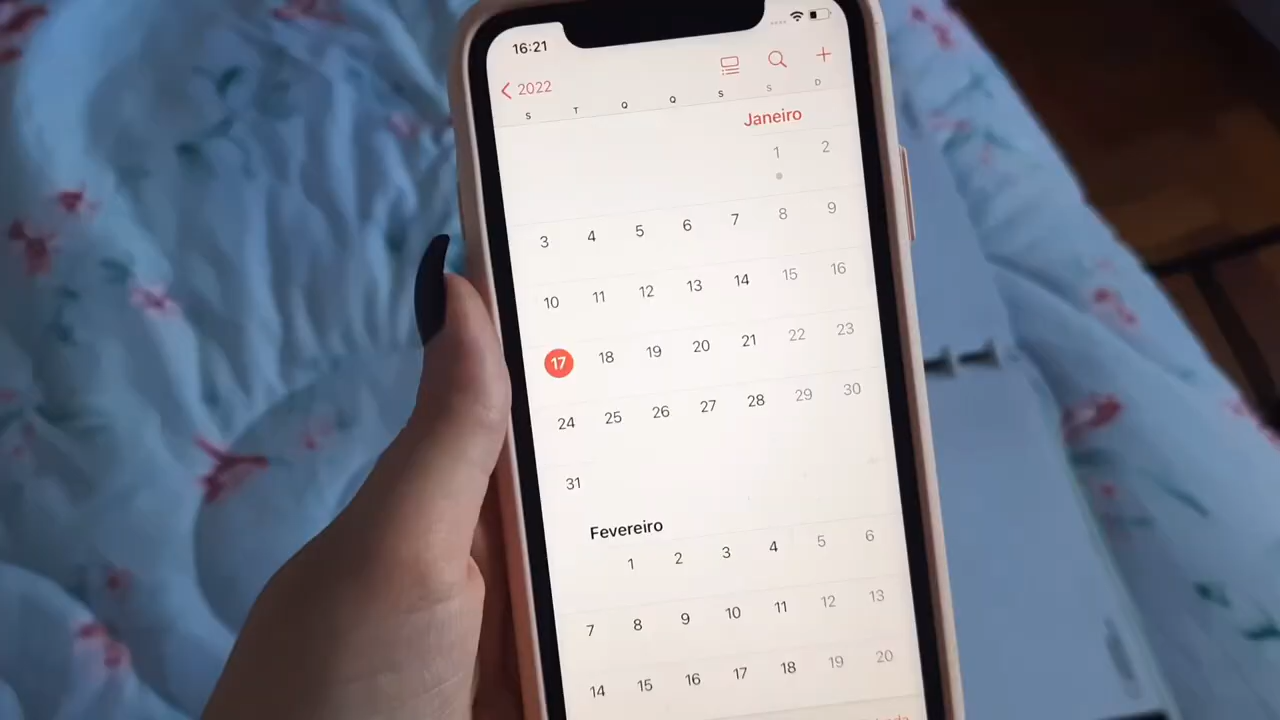 16:21
2022
S T Q Q S S D
Janeiro
1 2
3 4 5 6 7 8 9
10 11 12 13 14 15 16
17 18 19 20 21 22 23
24 25 26 27 28 29 30
31
Fevereiro
1 2 3 4 5 6
7 8 9 10 11 12 13
14 15 16 17 18 19 20